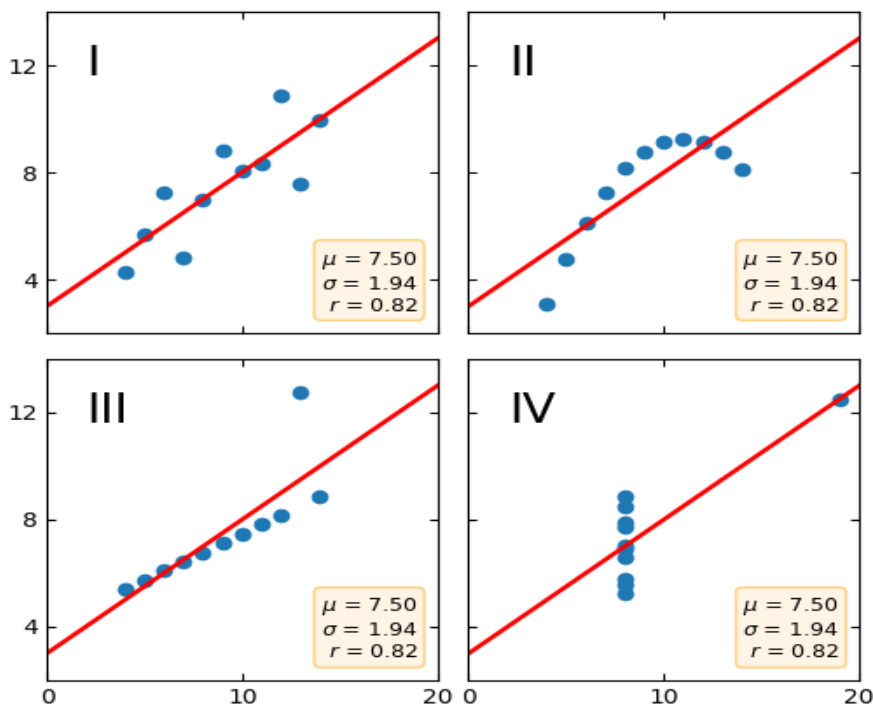 I
II
12
8
4
μ = 7.50
σ = 1.94
r = 0.82
μ = 7.50
σ = 1.94
r = 0.82
III
IV
12
8
4
μ = 7.50
σ = 1.94
r = 0.82
μ = 7.50
σ = 1.94
r = 0.82
0
10
20
0
10
20